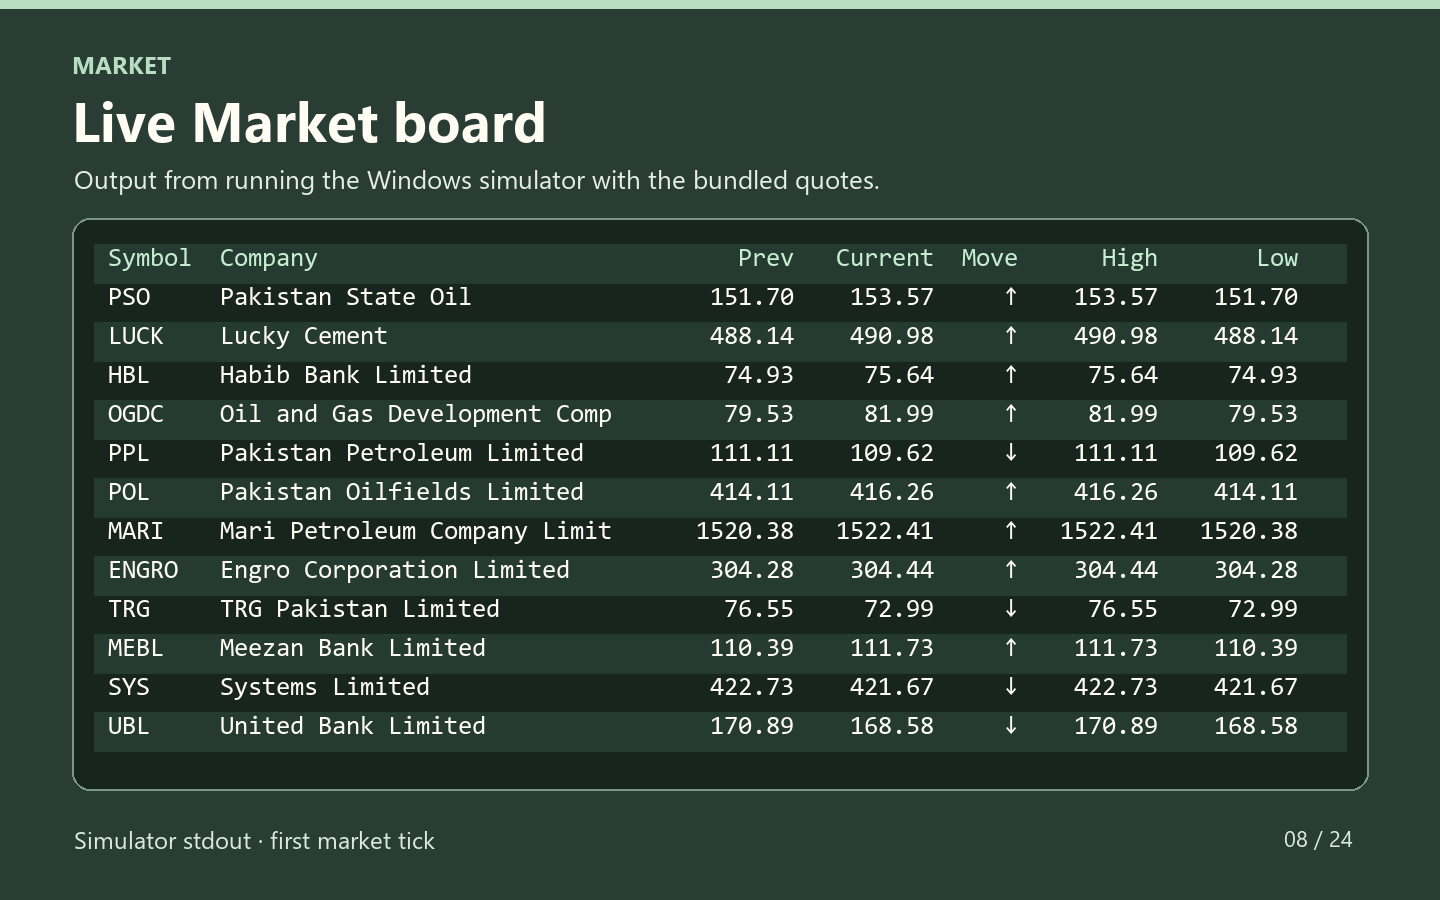 MARKET
Live Market board
Output from running the Windows simulator with the bundled quotes.
Symbol Company Prev Current Move High Low
PSO Pakistan State Oil 151.70 153.57 ↑ 153.57 151.70
LUCK Lucky Cement 488.14 490.98 ↑ 490.98 488.14
HBL Habib Bank Limited 74.93 75.64 ↑ 75.64 74.93
OGDC Oil and Gas Development Comp 79.53 81.99 ↑ 81.99 79.53
PPL Pakistan Petroleum Limited 111.11 109.62 ↓ 111.11 109.62
POL Pakistan Oilfields Limited 414.11 416.26 ↑ 416.26 414.11
MARI Mari Petroleum Company Limit 1520.38 1522.41 ↑ 1522.41 1520.38
ENGRO Engro Corporation Limited 304.28 304.44 ↑ 304.44 304.28
TRG TRG Pakistan Limited 76.55 72.99 ↓ 76.55 72.99
MEBL Meezan Bank Limited 110.39 111.73 ↑ 111.73 110.39
SYS Systems Limited 422.73 421.67 ↓ 422.73 421.67
UBL United Bank Limited 170.89 168.58 ↓ 170.89 168.58
Simulator stdout · first market tick
08 / 24